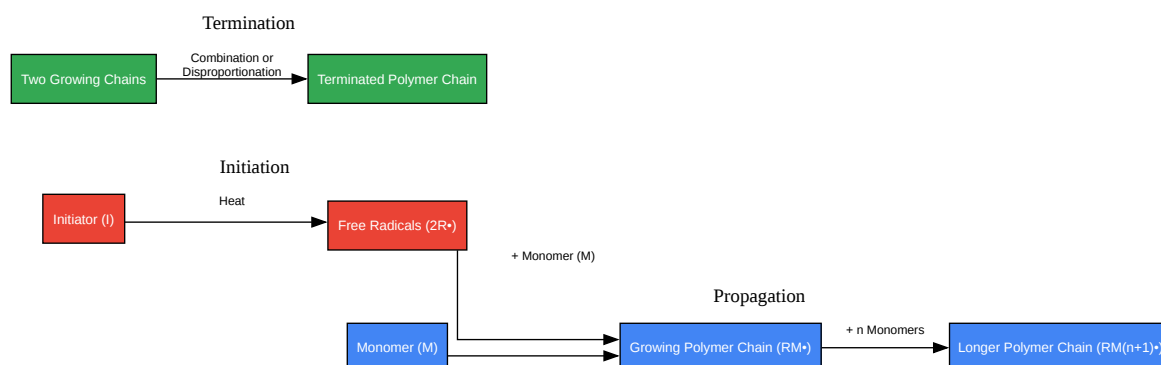 Termination
Combination or
Disproportionation
Two Growing Chains
Terminated Polymer Chain
Initiation
Heat
Initiator (I)
Free Radicals (2R•)
+ Monomer (M)
Propagation
+ n Monomers
Monomer (M)
Growing Polymer Chain (RM•)
Longer Polymer Chain (RM(n+1)•)